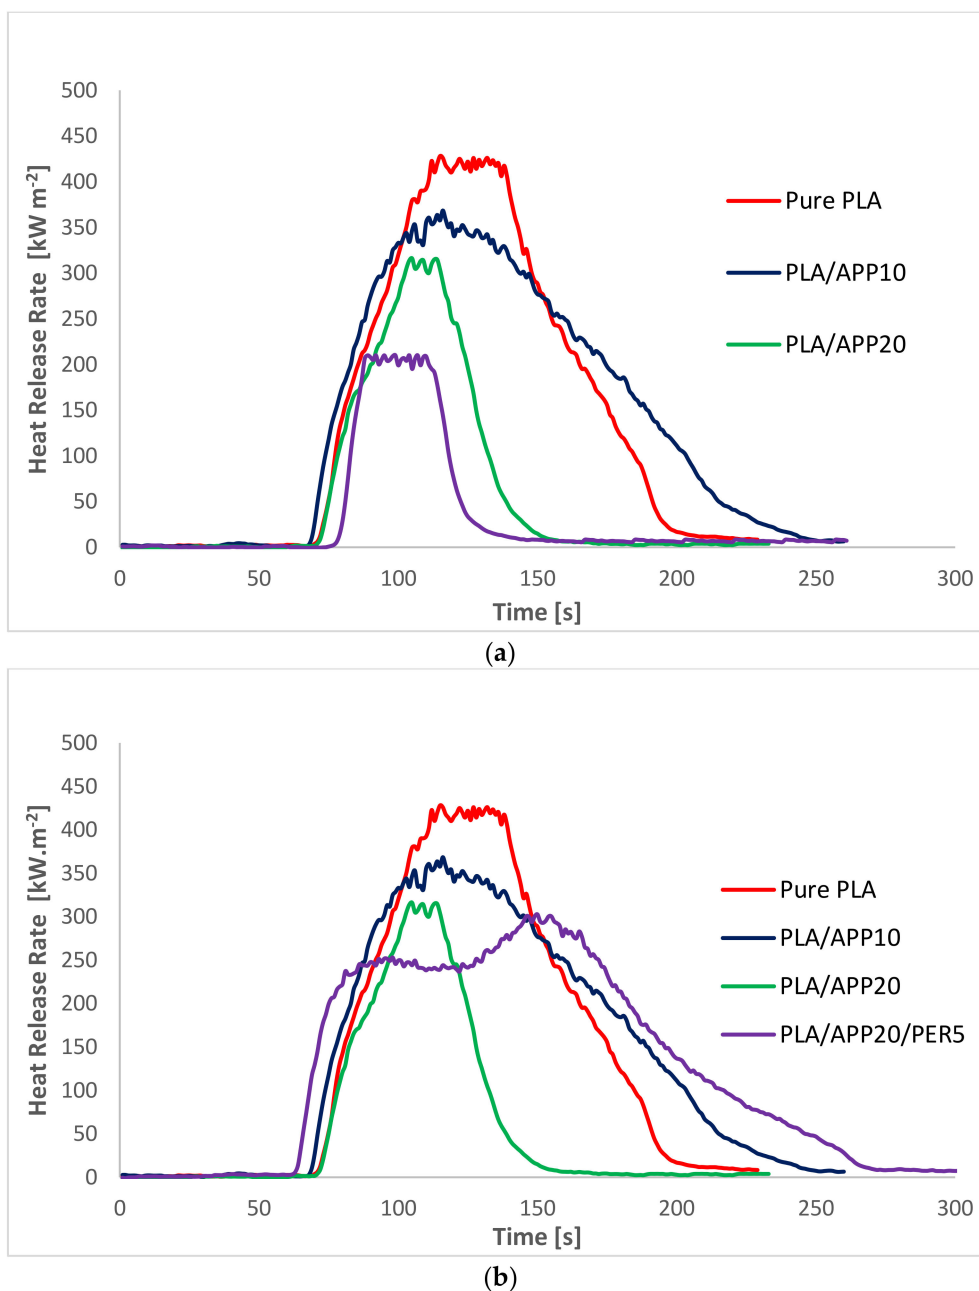 500
450
400
350
300
250
200
150
100
50
0
Heat Release Rate [kW m-2]
Pure PLA
PLA/APP10
PLA/APP20
0 50 100 150 200 250 300
Time [s]
(a)
500
450
400
350
300
250
200
150
100
50
0
Heat Release Rate [kW.m-2]
Pure PLA
PLA/APP10
PLA/APP20
PLA/APP20/PER5
0 50 100 150 200 250 300
Time [s]
(b)